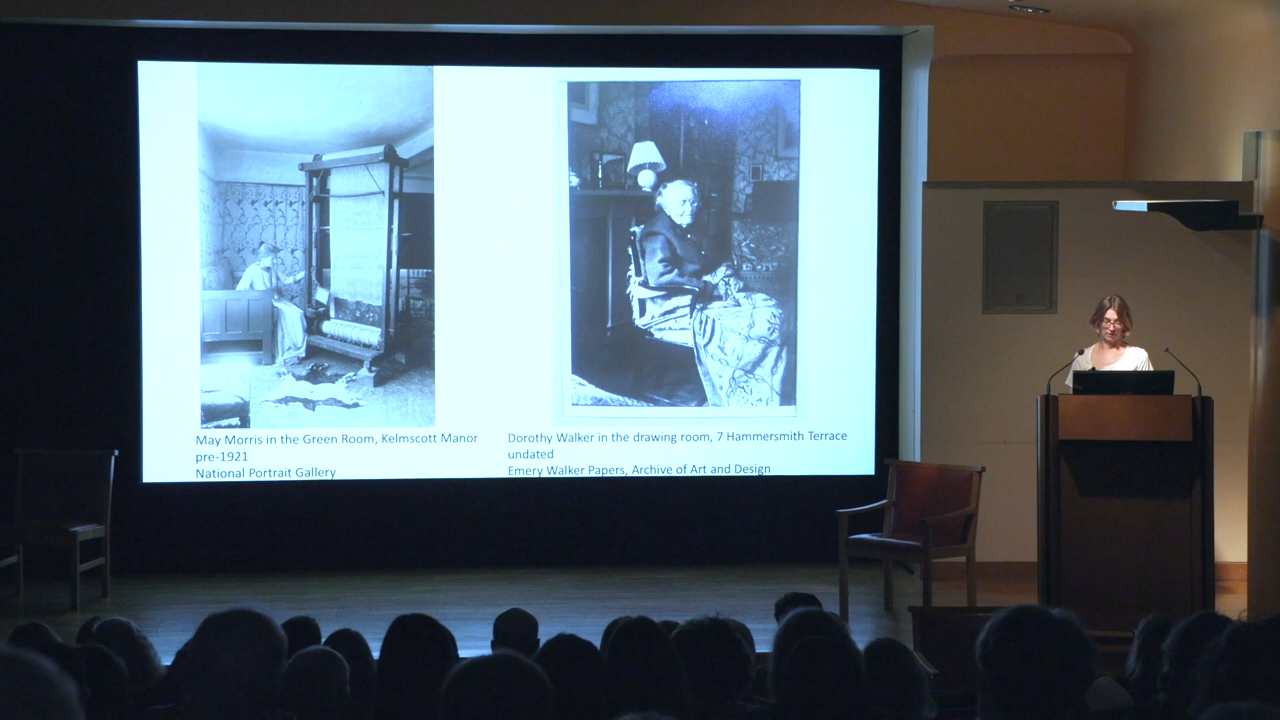 May Morris in the Green Room, Kelmscott Manor
pre-1921
National Portrait Gallery
Dorothy Walker in the drawing room, 7 Hammersmith Terrace
undated
Emery Walker Papers, Archive of Art and Design